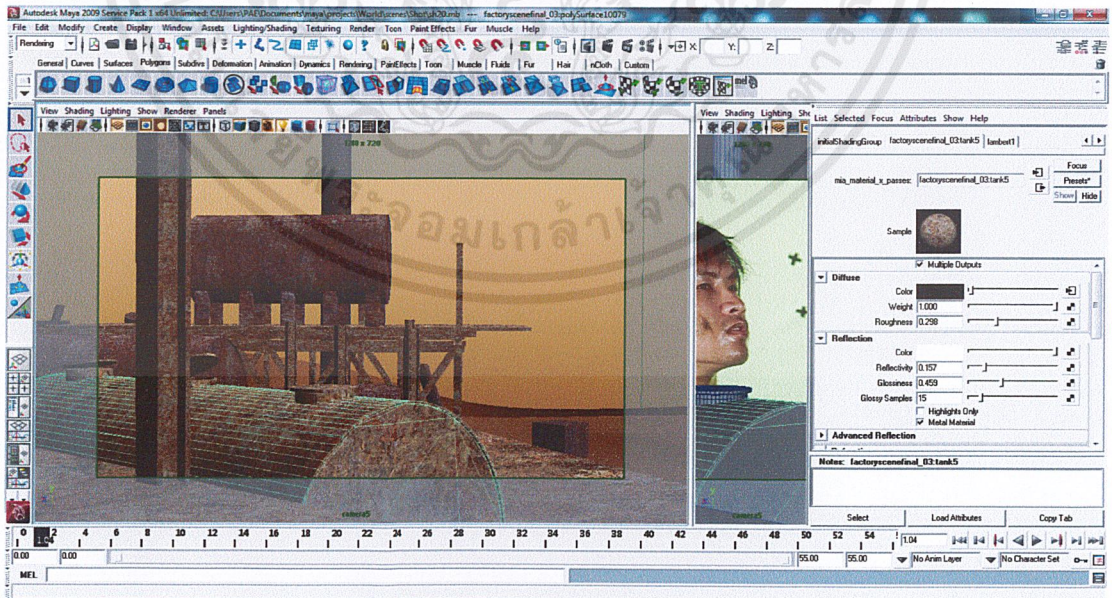 Autodesk Maya 2009 Service Pack 1 x64 Unlimited: C:\Users\PAE\Documents\maya\projects\World\scenes\Shot\sh20.mb --- factoryscenefinal_03:polySurface10079
File Edit Modify Create Display Window Assets Lighting/Shading Texturing Render Toon Paint Effects Fur Muscle Help
Rendering X: Y: Z:
General Curves Surfaces Polygons Subdivs Deformation Animation Dynamics Rendering PaintEffects Toon Muscle Fluids Fur Hair nCloth Custom
mel
View Shading Lighting Show Renderer Panels
View Shading Lighting
List Selected Focus Attributes Show Help
initialShadingGroup factoryscenefinal_03:tank5 lambert1
mia_material_x_passes: factoryscenefinal_03:tank5
Focus
Presets*
Show Hide
Sample
Multiple Outputs
Diffuse
Color
Weight 1.000
Roughness 0.298
Reflection
Color
Reflectivity 0.157
Glossiness 0.459
Glossy Samples 15
Highlights Only
Metal Material
Advanced Reflection
Notes: factoryscenefinal_03:tank5
camera5
camera5
Select Load Attributes Copy Tab
0 2 4 6 8 10 12 14 16 18 20 22 24 26 28 30 32 34 36 38 40 42 44 46 48 50 52 54
1.04
1.04
0.00 0.00 55.00 55.00 No Anim Layer No Character Set
MEL